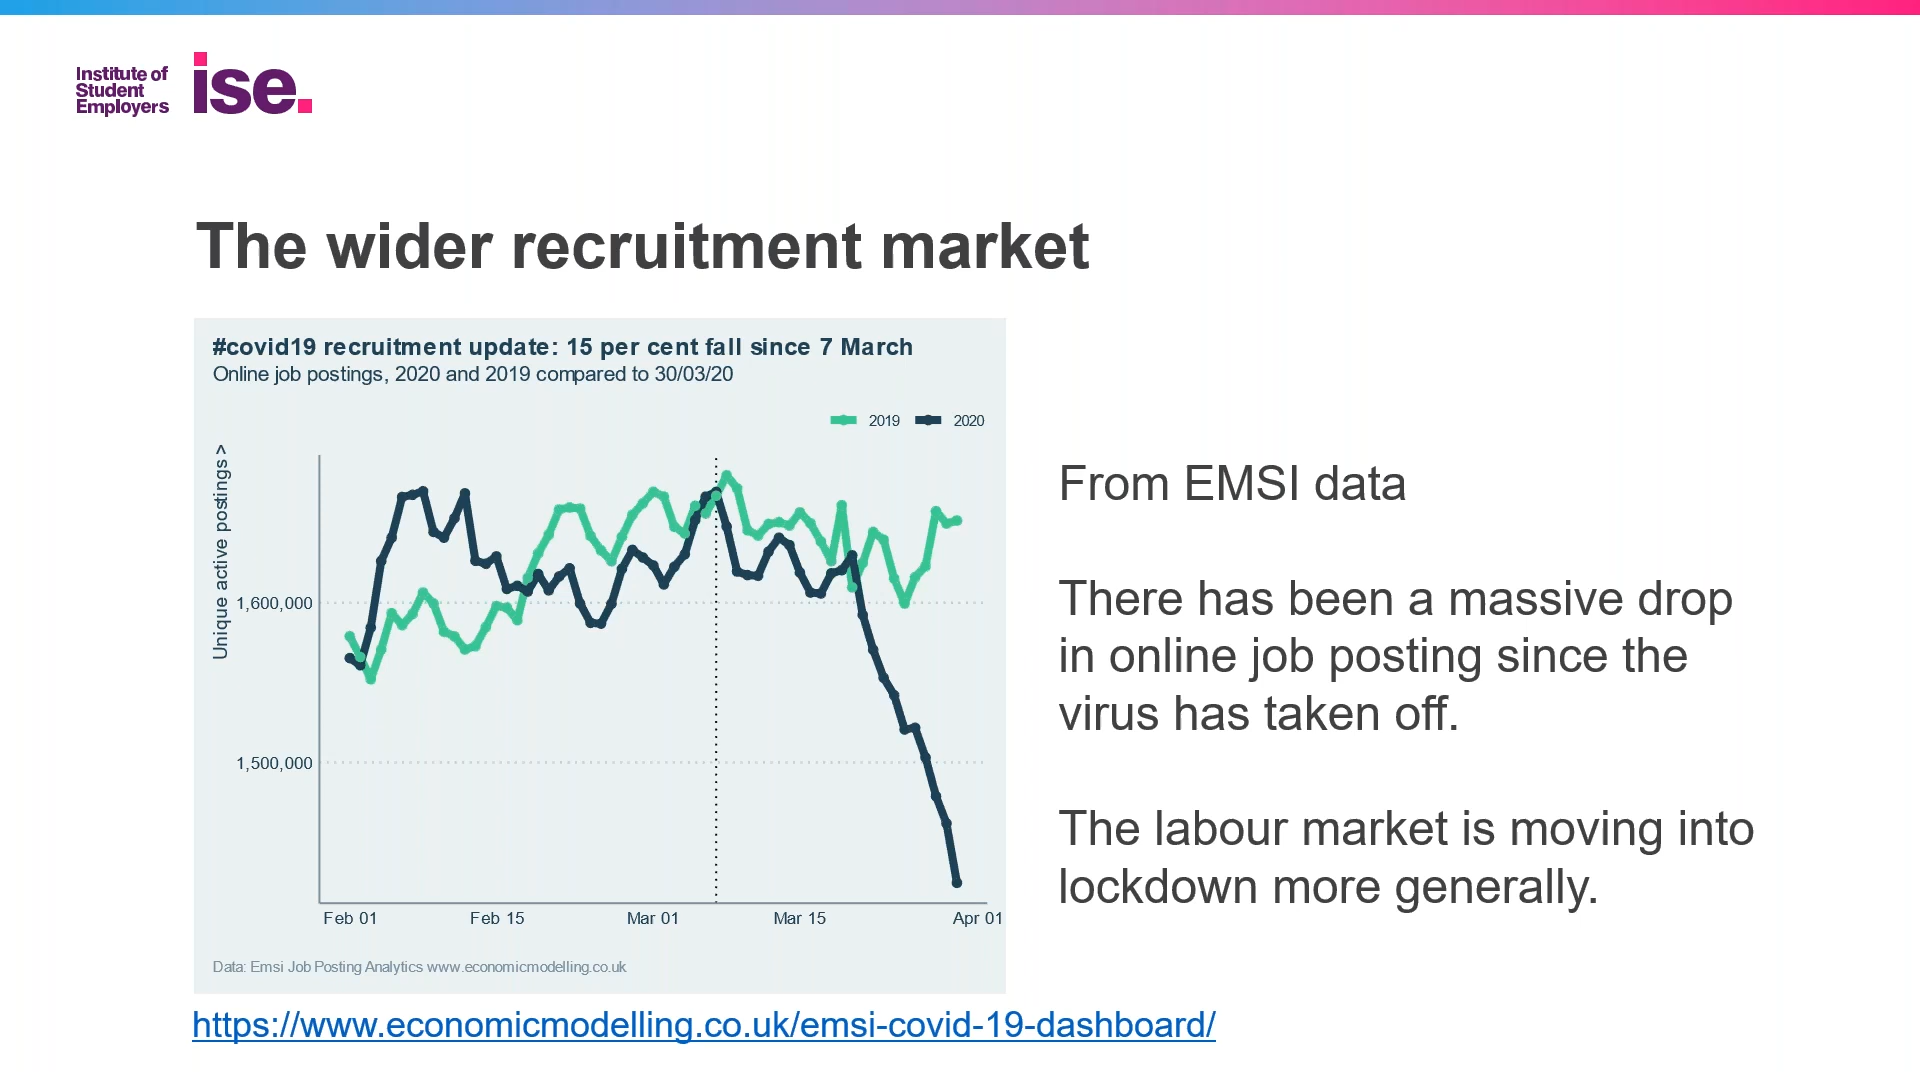 Institute of
Student
Employers
ise.
The wider recruitment market
#covid19 recruitment update: 15 per cent fall since 7 March
Online job postings, 2020 and 2019 compared to 30/03/20
2019 2020
Unique active postings >
1,600,000
1,500,000
Feb 01 Feb 15 Mar 01 Mar 15 Apr 01
Data: Emsi Job Posting Analytics www.economicmodelling.co.uk
From EMSI data
There has been a massive drop
in online job posting since the
virus has taken off.
The labour market is moving into
lockdown more generally.
https://www.economicmodelling.co.uk/emsi-covid-19-dashboard/